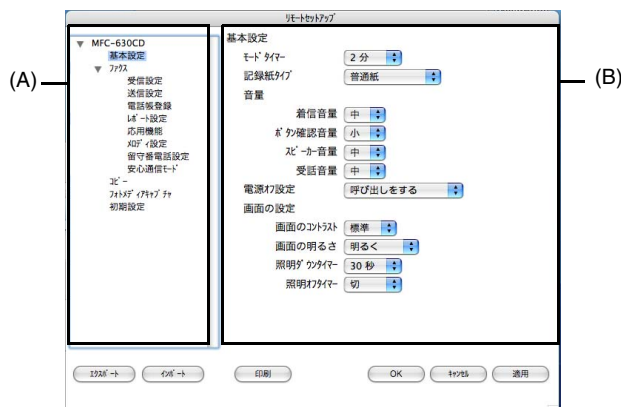 リモートセットアップ
MFC-630CD
基本設定
ファクス
受信設定
送信設定
電話帳登録
レポート設定
応用機能
メロディ設定
留守番電話設定
安心通信モード
コピー
フォトメディアキャプチャ
初期設定
(A)
基本設定
モードタイマー 2 分
記録紙タイプ 普通紙
音量
着信音量 中
ボタン確認音量 小
スピーカー音量 中
受話音量 中
電源オフ設定 呼び出しをする
画面の設定
画面のコントラスト 標準
画面の明るさ 明るく
照明ダウンタイマー 30 秒
照明オフタイマー 切
(B)
エクスポート インポート 印刷 OK キャンセル 適用